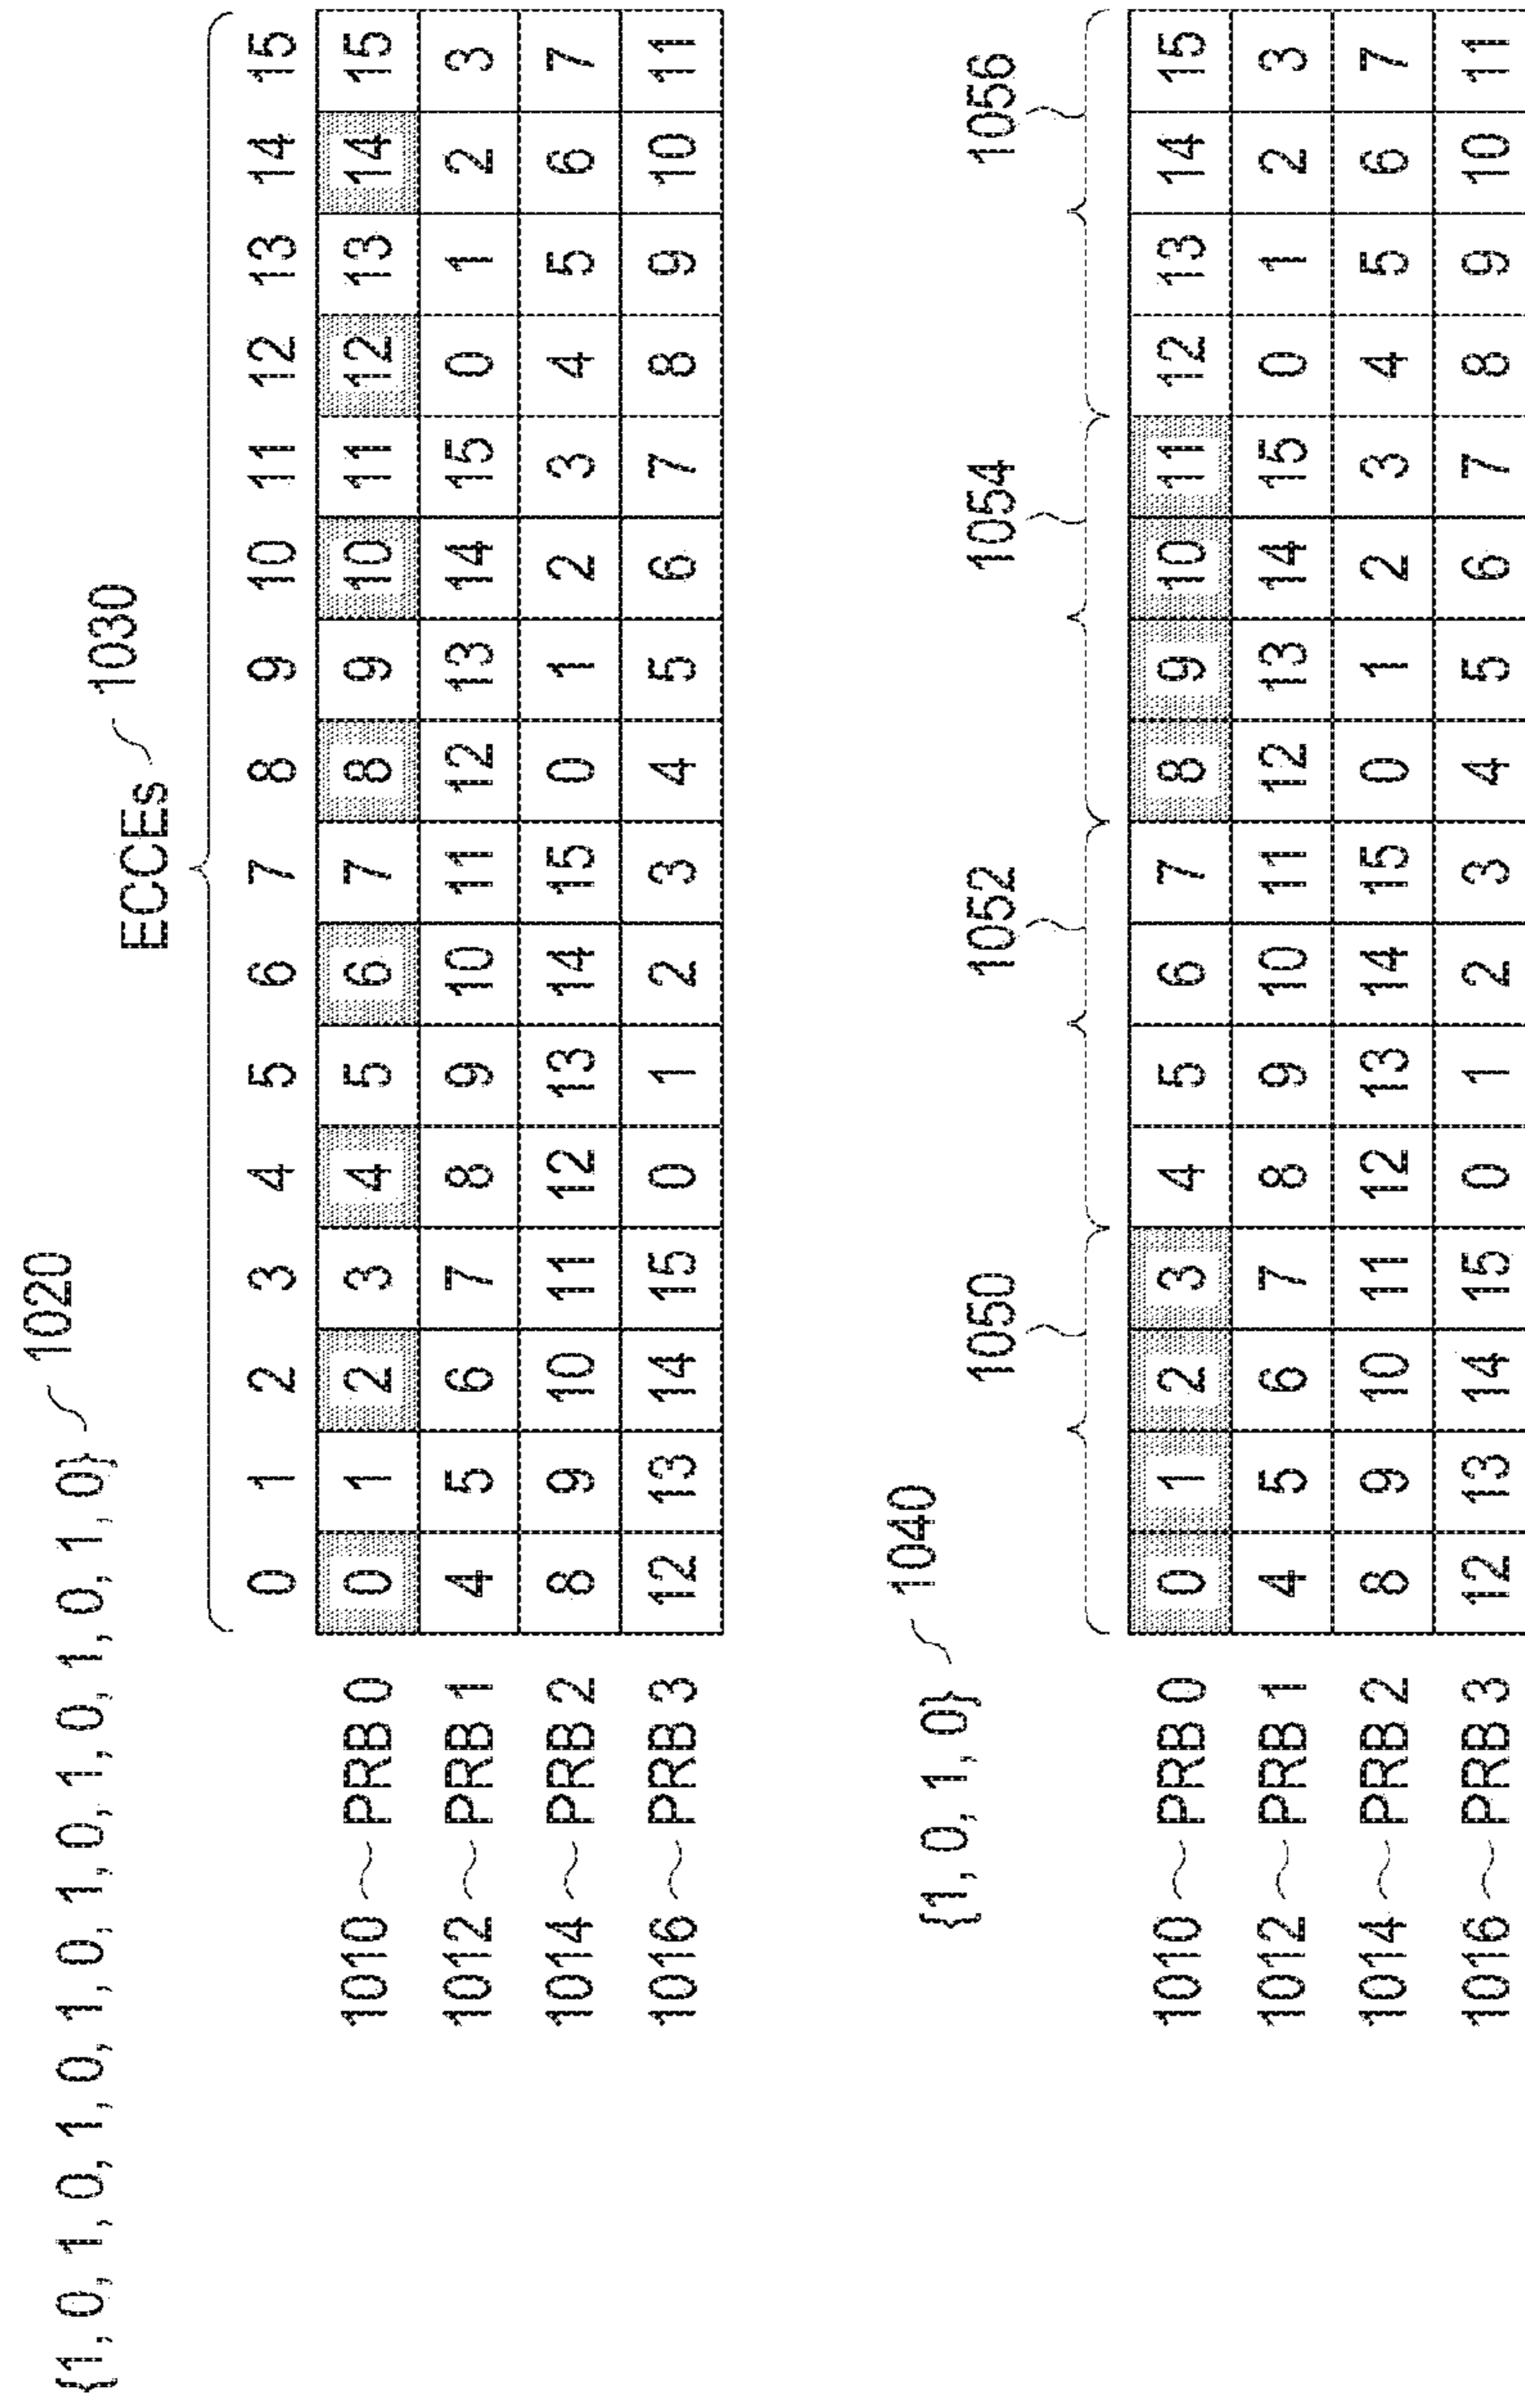 {1, 0, 1, 0, 1, 0, 1, 0, 1, 0, 1, 0, 1, 0, 1, 0} 1020
ECCEs 1030
0 1 2 3 4 5 6 7 8 9 10 11 12 13 14 15
1010 PRB 0 0 1 2 3 4 5 6 7 8 9 10 11 12 13 14 15
1012 PRB 1 4 5 6 7 8 9 10 11 12 13 14 15 0 1 2 3
1014 PRB 2 8 9 10 11 12 13 14 15 0 1 2 3 4 5 6 7
1016 PRB 3 12 13 14 15 0 1 2 3 4 5 6 7 8 9 10 11
{1, 0, 1, 0} 1040
1050 1052 1054 1056
1010 PRB 0 0 1 2 3 4 5 6 7 8 9 10 11 12 13 14 15
1012 PRB 1 4 5 6 7 8 9 10 11 12 13 14 15 0 1 2 3
1014 PRB 2 8 9 10 11 12 13 14 15 0 1 2 3 4 5 6 7
1016 PRB 3 12 13 14 15 0 1 2 3 4 5 6 7 8 9 10 11